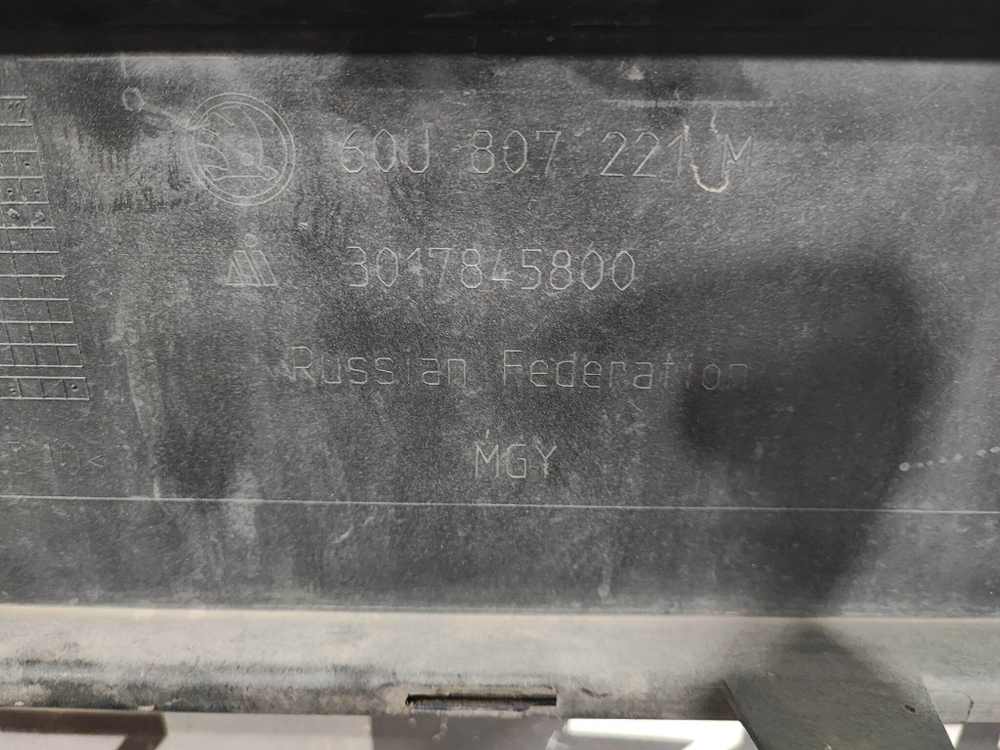 60U 807 221 M
3017845800
Russian Federation
MGY